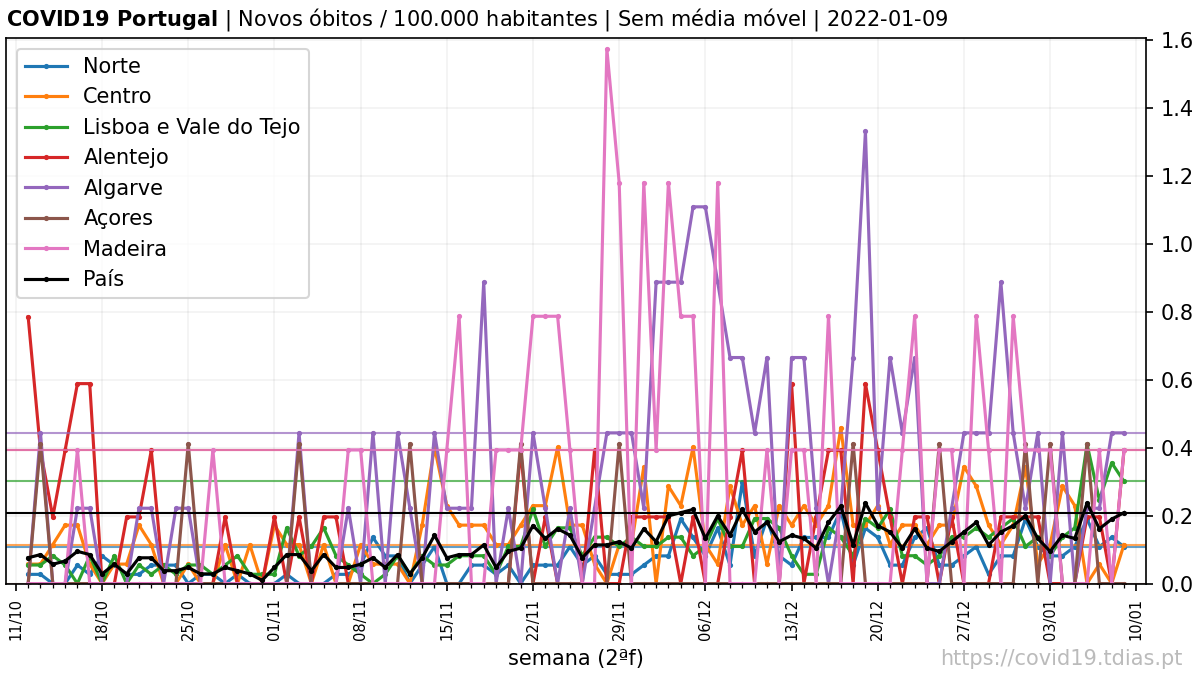 COVID19 Portugal | Novos óbitos / 100.000 habitantes | Sem média móvel | 2022-01-09
Norte
Centro
Lisboa e Vale do Tejo
Alentejo
Algarve
Açores
Madeira
País
1.6
1.4
1.2
1.0
0.8
0.6
0.4
0.2
0.0
11/10
18/10
25/10
01/11
08/11
15/11
22/11
29/11
06/12
13/12
20/12
27/12
03/01
10/01
semana (2ªf)
https://covid19.tdias.pt